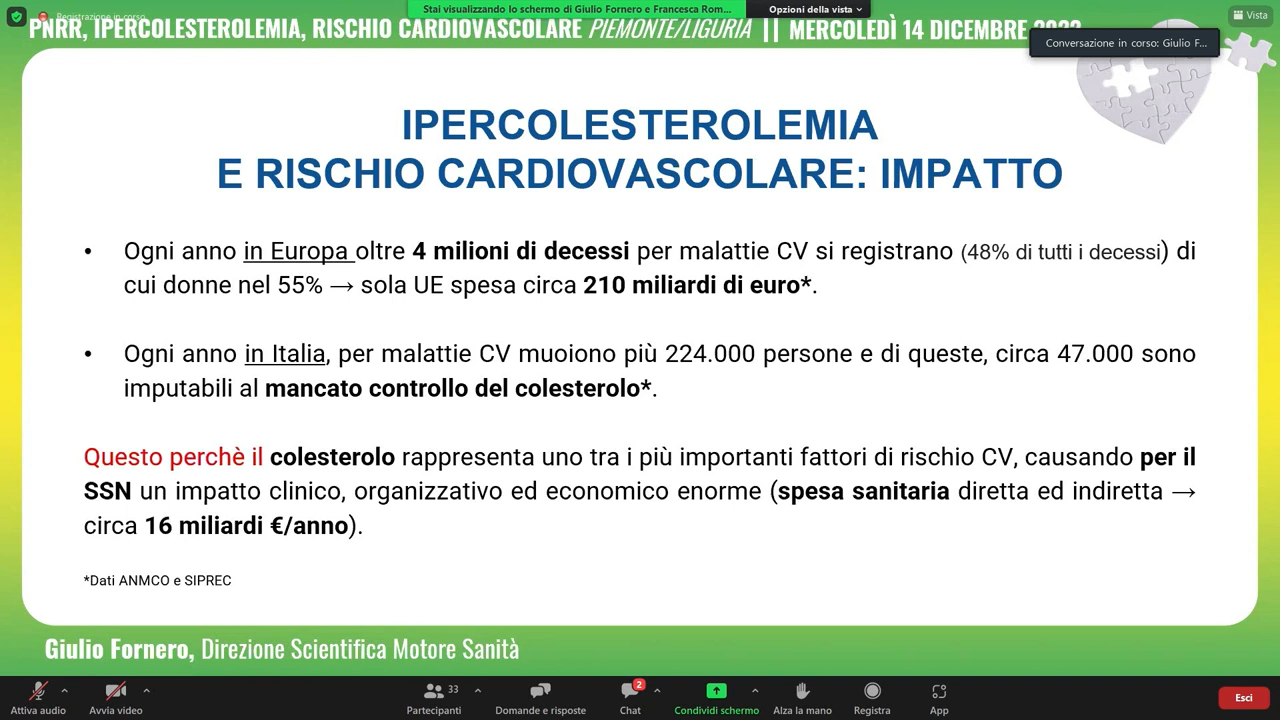 Registrazione in corso
Stai visualizzando lo schermo di Giulio Fornero e Francesca Rom...
Opzioni della vista
Vista
PNRR, IPERCOLESTEROLEMIA, RISCHIO CARDIOVASCOLARE PIEMONTE/LIGURIA || MERCOLEDÌ 14 DICEMBRE
Conversazione in corso: Giulio F...
IPERCOLESTEROLEMIA
E RISCHIO CARDIOVASCOLARE: IMPATTO
• Ogni anno in Europa oltre 4 milioni di decessi per malattie CV si registrano (48% di tutti i decessi) di
cui donne nel 55% → sola UE spesa circa 210 miliardi di euro*.
• Ogni anno in Italia, per malattie CV muoiono più 224.000 persone e di queste, circa 47.000 sono
imputabili al mancato controllo del colesterolo*.
Questo perchè il colesterolo rappresenta uno tra i più importanti fattori di rischio CV, causando per il
SSN un impatto clinico, organizzativo ed economico enorme (spesa sanitaria diretta ed indiretta →
circa 16 miliardi €/anno).
*Dati ANMCO e SIPREC
Giulio Fornero, Direzione Scientifica Motore Sanità
33
2
Attiva audio
Avvia video
Partecipanti
Domande e risposte
Chat
Condividi schermo
Alza la mano
Registra
App
Esci